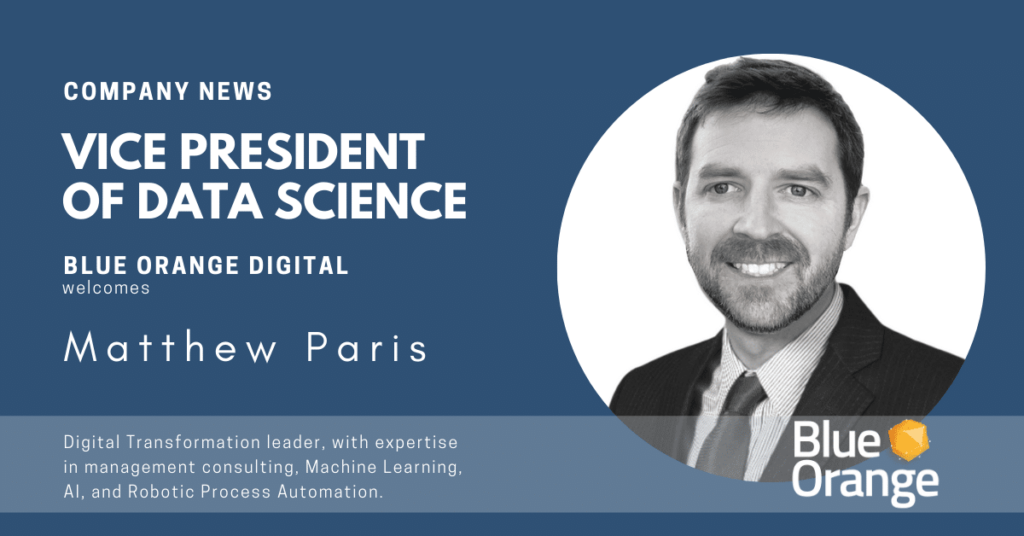 COMPANY NEWS
VICE PRESIDENT
OF DATA SCIENCE
BLUE ORANGE DIGITAL
welcomes
Matthew Paris
Digital Transformation leader, with expertise
in management consulting, Machine Learning,
AI, and Robotic Process Automation.
Blue
Orange